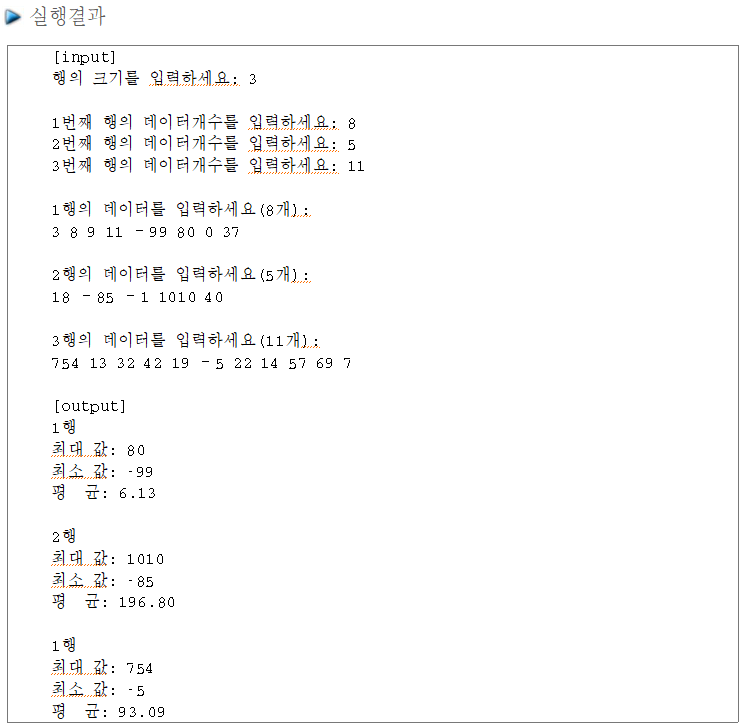 실행결과
[input]
행의 크기를 입력하세요: 3
1번째 행의 데이터개수를 입력하세요: 8
2번째 행의 데이터개수를 입력하세요: 5
3번째 행의 데이터개수를 입력하세요: 11
1행의 데이터를 입력하세요(8개):
3 8 9 11 -99 80 0 37
2행의 데이터를 입력하세요(5개):
18 -85 -1 1010 40
3행의 데이터를 입력하세요(11개):
754 13 32 42 19 -5 22 14 57 69 7
[output]
1행
최대 값: 80
최소 값: -99
평  균: 6.13
2행
최대 값: 1010
최소 값: -85
평  균: 196.80
1행
최대 값: 754
최소 값: -5
평  균: 93.09